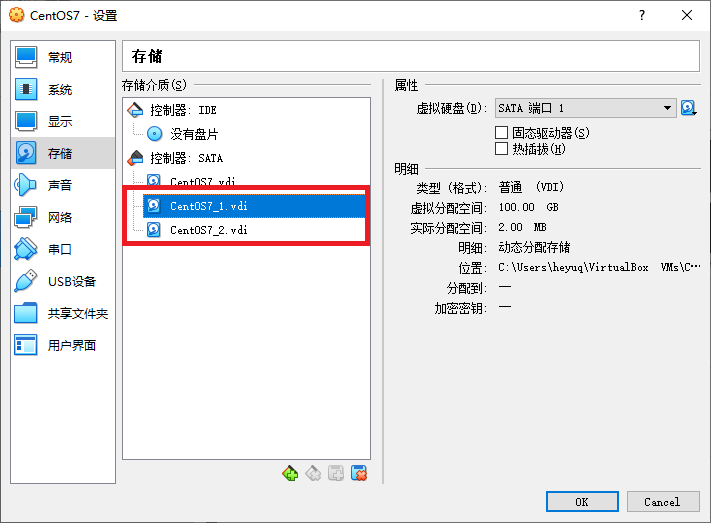 CentOS7 - 设置
常规
系统
显示
存储
声音
网络
串口
USB设备
共享文件夹
用户界面
存储
存储介质(S)
控制器: IDE
没有盘片
控制器: SATA
CentOS7.vdi
CentOS7_1.vdi
CentOS7_2.vdi
属性
虚拟硬盘(D): SATA 端口 1
固态驱动器(S)
热插拔(H)
明细
类型 (格式): 普通 (VDI)
虚拟分配空间: 100.00 GB
实际分配空间: 2.00 MB
明细: 动态分配存储
位置: C:\Users\heyuq\VirtualBox VMs\C…
分配到: —
加密密钥: —
OK
Cancel